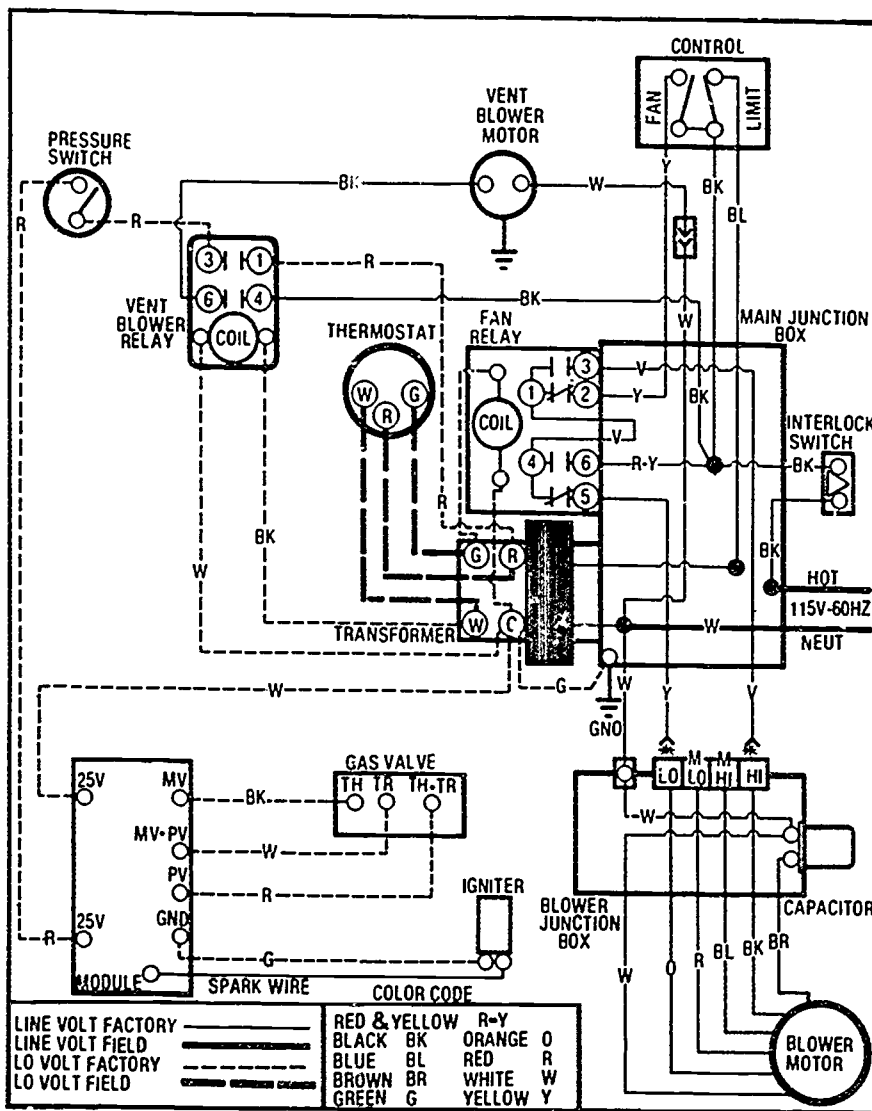 CONTROL
FAN
LIMIT
VENT
BLOWER
MOTOR
PRESSURE
SWITCH
BK
W
Y
BK
BL
R
R
3
1
R
6
4
BK
VENT
BLOWER
RELAY
COIL
THERMOSTAT
FAN
RELAY
W
MAIN JUNCTION
BOX
W
R
G
3
V
1
2
Y
COIL
BK
INTERLOCK
SWITCH
V
4
6
R-Y
BK
5
R
BK
W
G
R
BK
HOT
115V-60HZ
W
C
W
NEUT
TRANSFORMER
W
G
GND
W
Y
V
25V
MV
BK
GAS VALVE
TH
TR
TH-TR
LO
M
LO
M
HI
HI
MV-PV
W
W
PV
R
GND
IGNITER
25V
R
G
BLOWER
JUNCTION
BOX
CAPACITOR
W
O
R
BL
BK
BR
MODULE
SPARK WIRE
COLOR CODE
LINE VOLT FACTORY
LINE VOLT FIELD
LO VOLT FACTORY
LO VOLT FIELD
RED & YELLOW R-Y
BLACK BK ORANGE O
BLUE BL RED R
BROWN BR WHITE W
GREEN G YELLOW Y
BLOWER
MOTOR